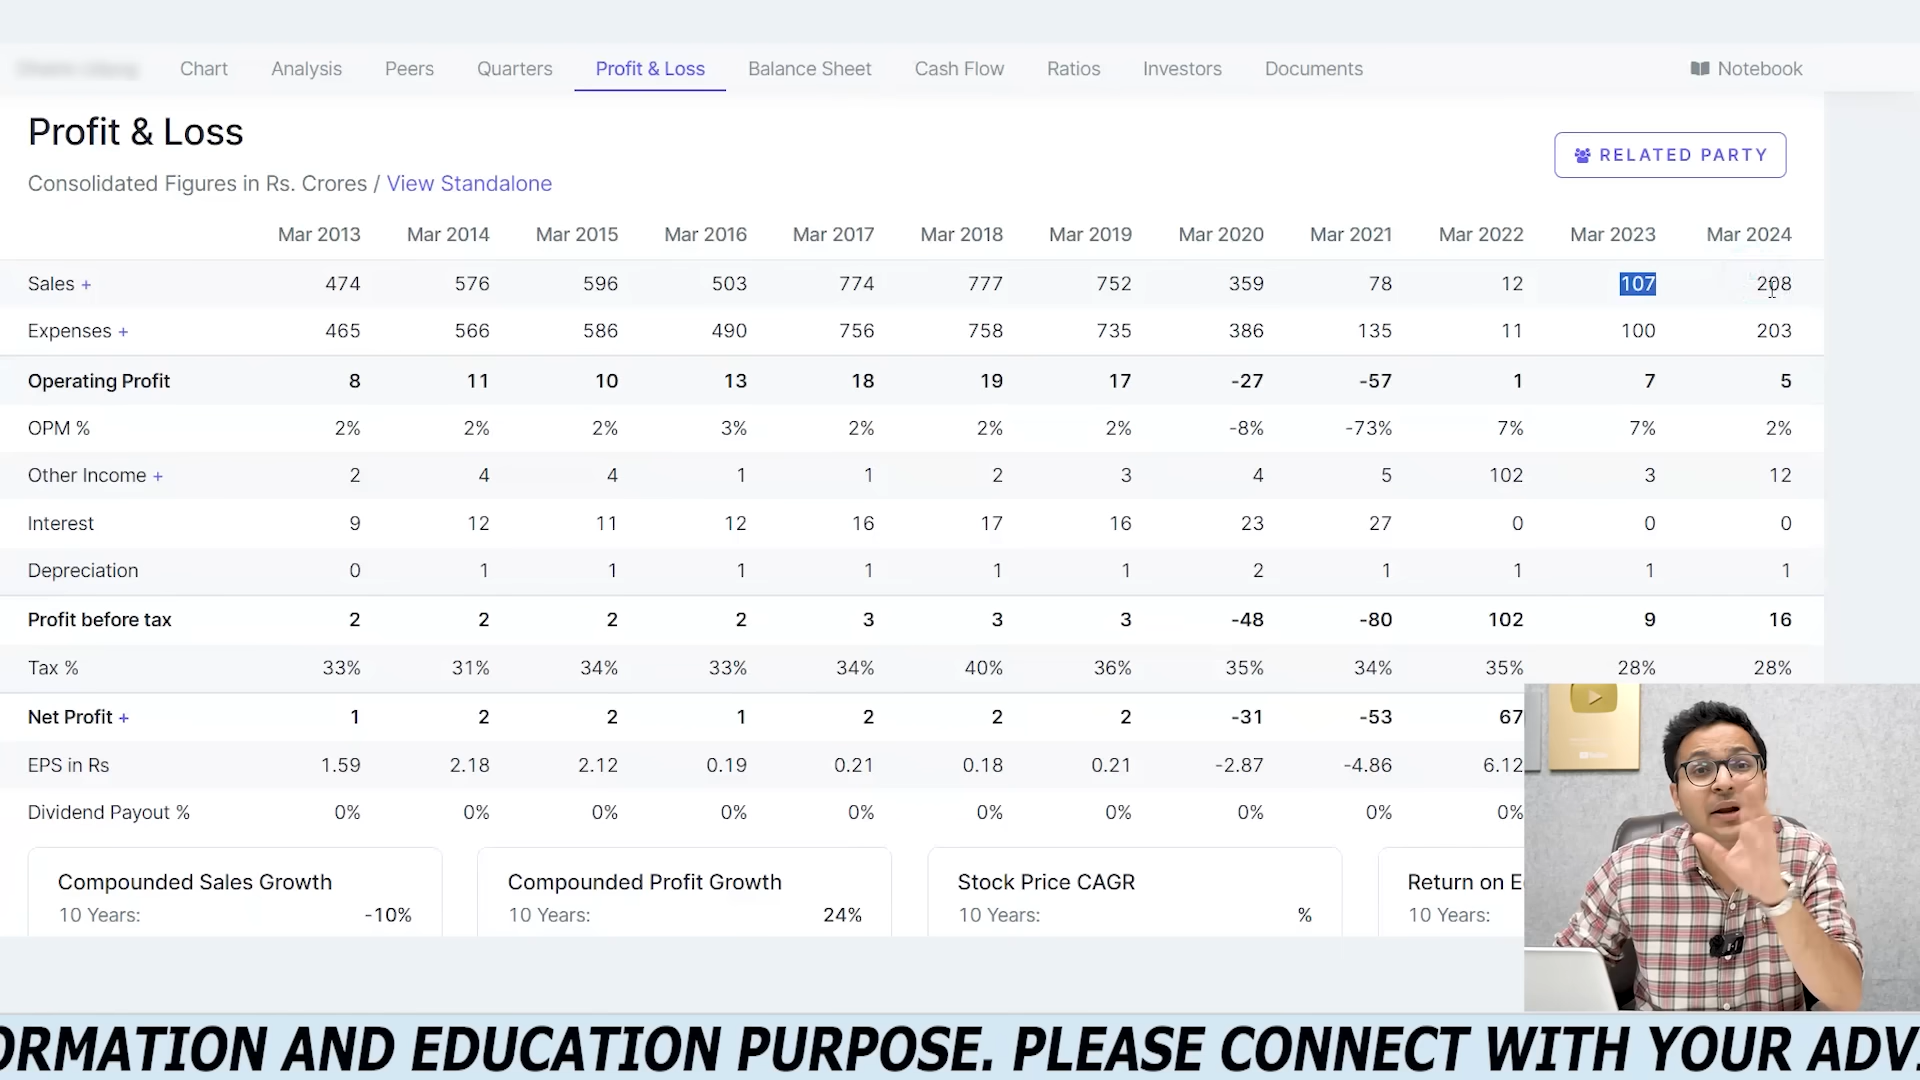 Chart Analysis Peers Quarters Profit & Loss Balance Sheet Cash Flow Ratios Investors Documents Notebook
Profit & Loss
RELATED PARTY
Consolidated Figures in Rs. Crores / View Standalone
Mar 2013 Mar 2014 Mar 2015 Mar 2016 Mar 2017 Mar 2018 Mar 2019 Mar 2020 Mar 2021 Mar 2022 Mar 2023 Mar 2024
Sales + 474 576 596 503 774 777 752 359 78 12 107 208
Expenses + 465 566 586 490 756 758 735 386 135 11 100 203
Operating Profit 8 11 10 13 18 19 17 -27 -57 1 7 5
OPM % 2% 2% 2% 3% 2% 2% 2% -8% -73% 7% 7% 2%
Other Income + 2 4 4 1 1 2 3 4 5 102 3 12
Interest 9 12 11 12 16 17 16 23 27 0 0 0
Depreciation 0 1 1 1 1 1 1 2 1 1 1 1
Profit before tax 2 2 2 2 3 3 3 -48 -80 102 9 16
Tax % 33% 31% 34% 33% 34% 40% 36% 35% 34% 35% 28% 28%
Net Profit + 1 2 2 1 2 2 2 -31 -53 67
EPS in Rs 1.59 2.18 2.12 0.19 0.21 0.18 0.21 -2.87 -4.86 6.12
Dividend Payout % 0% 0% 0% 0% 0% 0% 0% 0% 0% 0%
Compounded Sales Growth
10 Years: -10%
Compounded Profit Growth
10 Years: 24%
Stock Price CAGR
10 Years: %
Return on E
10 Years:
ORMATION AND EDUCATION PURPOSE. PLEASE CONNECT WITH YOUR ADV